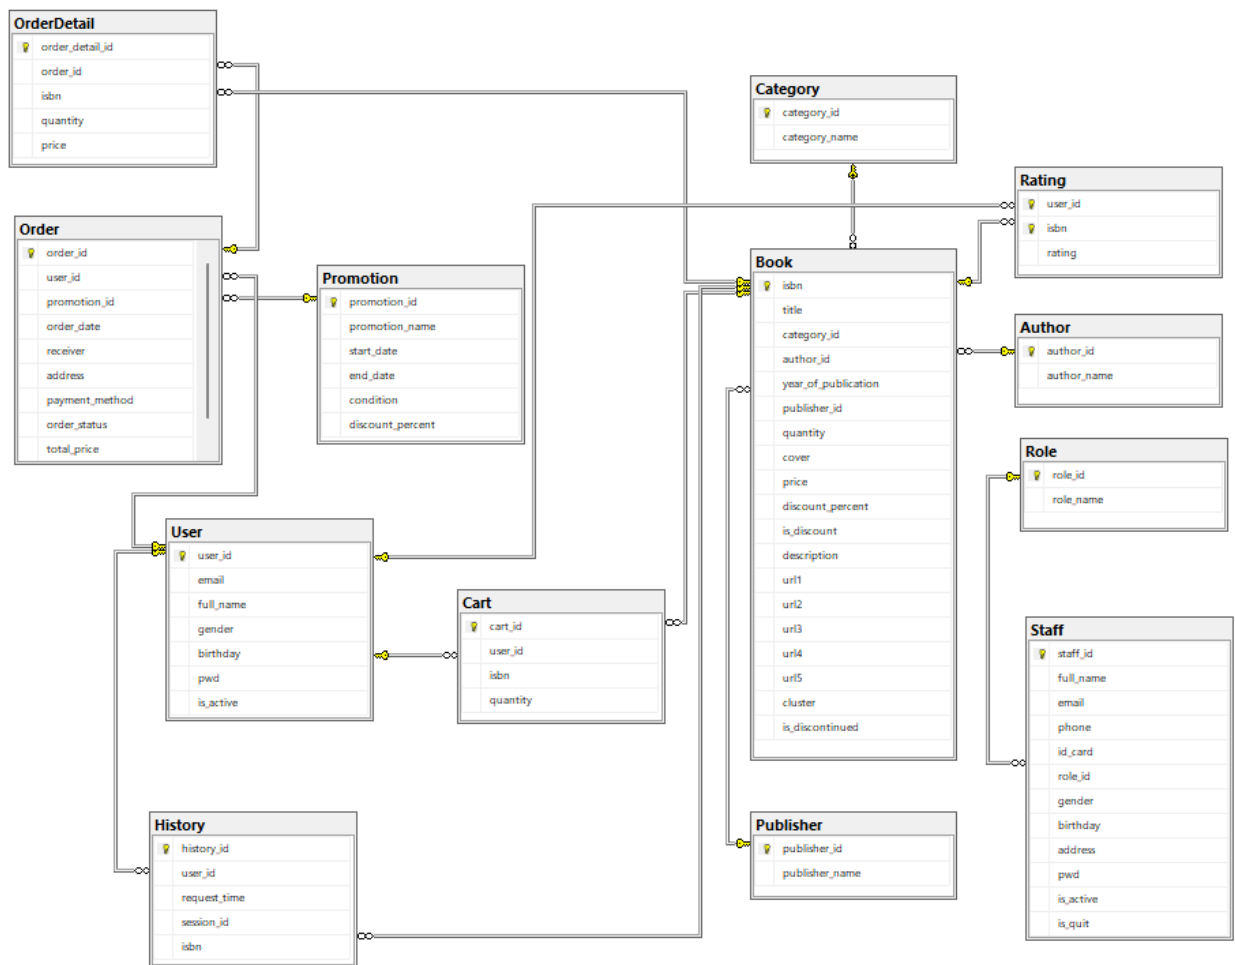 OrderDetail
order_detail_id
order_id
isbn
quantity
price
Order
order_id
user_id
promotion_id
order_date
receiver
address
payment_method
order_status
total_price
Promotion
promotion_id
promotion_name
start_date
end_date
condition
discount_percent
User
user_id
email
full_name
gender
birthday
pwd
is_active
Cart
cart_id
user_id
isbn
quantity
History
history_id
user_id
request_time
session_id
isbn
Category
category_id
category_name
Book
isbn
title
category_id
author_id
year_of_publication
publisher_id
quantity
cover
price
discount_percent
is_discount
description
url1
url2
url3
url4
url5
cluster
is_discontinued
Publisher
publisher_id
publisher_name
Rating
user_id
isbn
rating
Author
author_id
author_name
Role
role_id
role_name
Staff
staff_id
full_name
email
phone
id_card
role_id
gender
birthday
address
pwd
is_active
is_quit